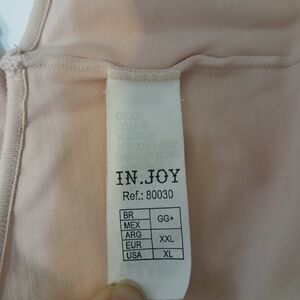 IN.JOY
Ref.: 80030
BR
MEX GG+
ARG
EUR XXL
USA XL